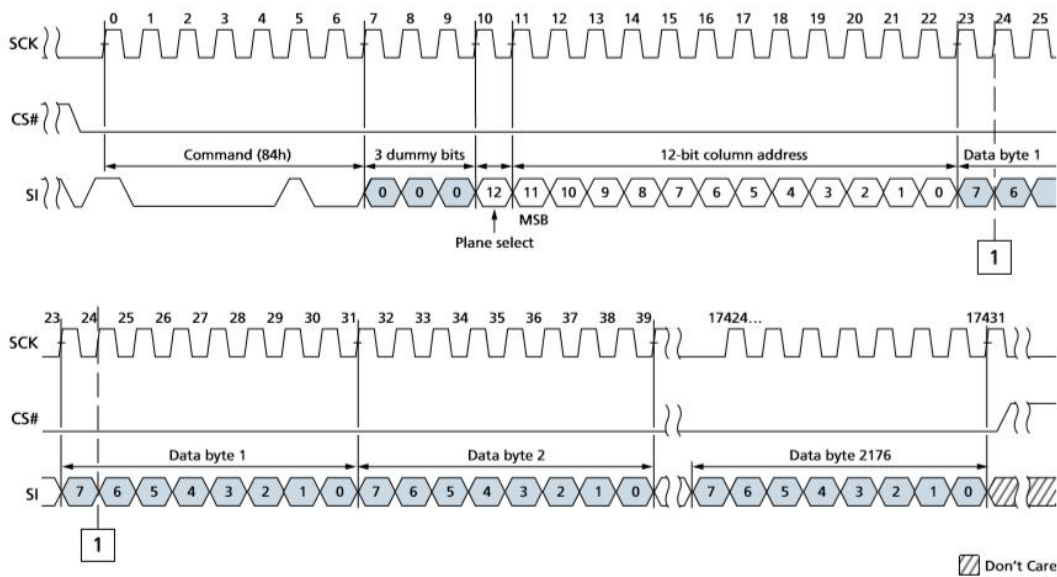 0 1 2 3 4 5 6 7 8 9 10 11 12 13 14 15 16 17 18 19 20 21 22 23 24 25
SCK
CS#
Command (84h) 3 dummy bits 12-bit column address Data byte 1
SI 0 0 0 12 11 10 9 8 7 6 5 4 3 2 1 0 7 6
MSB
Plane select
1
23 24 25 26 27 28 29 30 31 32 33 34 35 36 37 38 39 17424... 17431
SCK
CS#
Data byte 1 Data byte 2 Data byte 2176
SI 7 6 5 4 3 2 1 0 7 6 5 4 3 2 1 0 7 6 5 4 3 2 1 0
1
Don't Care